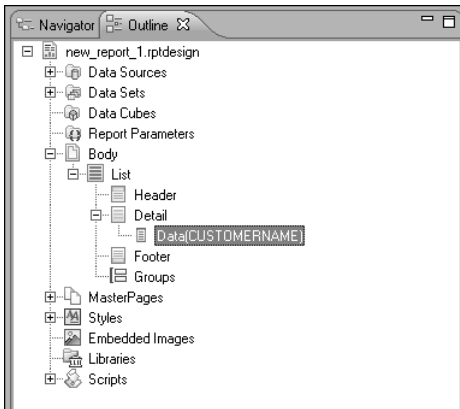 Navigator Outline
new_report_1.rptdesign
Data Sources
Data Sets
Data Cubes
Report Parameters
Body
List
Header
Detail
Data(CUSTOMERNAME)
Footer
Groups
MasterPages
Styles
Embedded Images
Libraries
Scripts